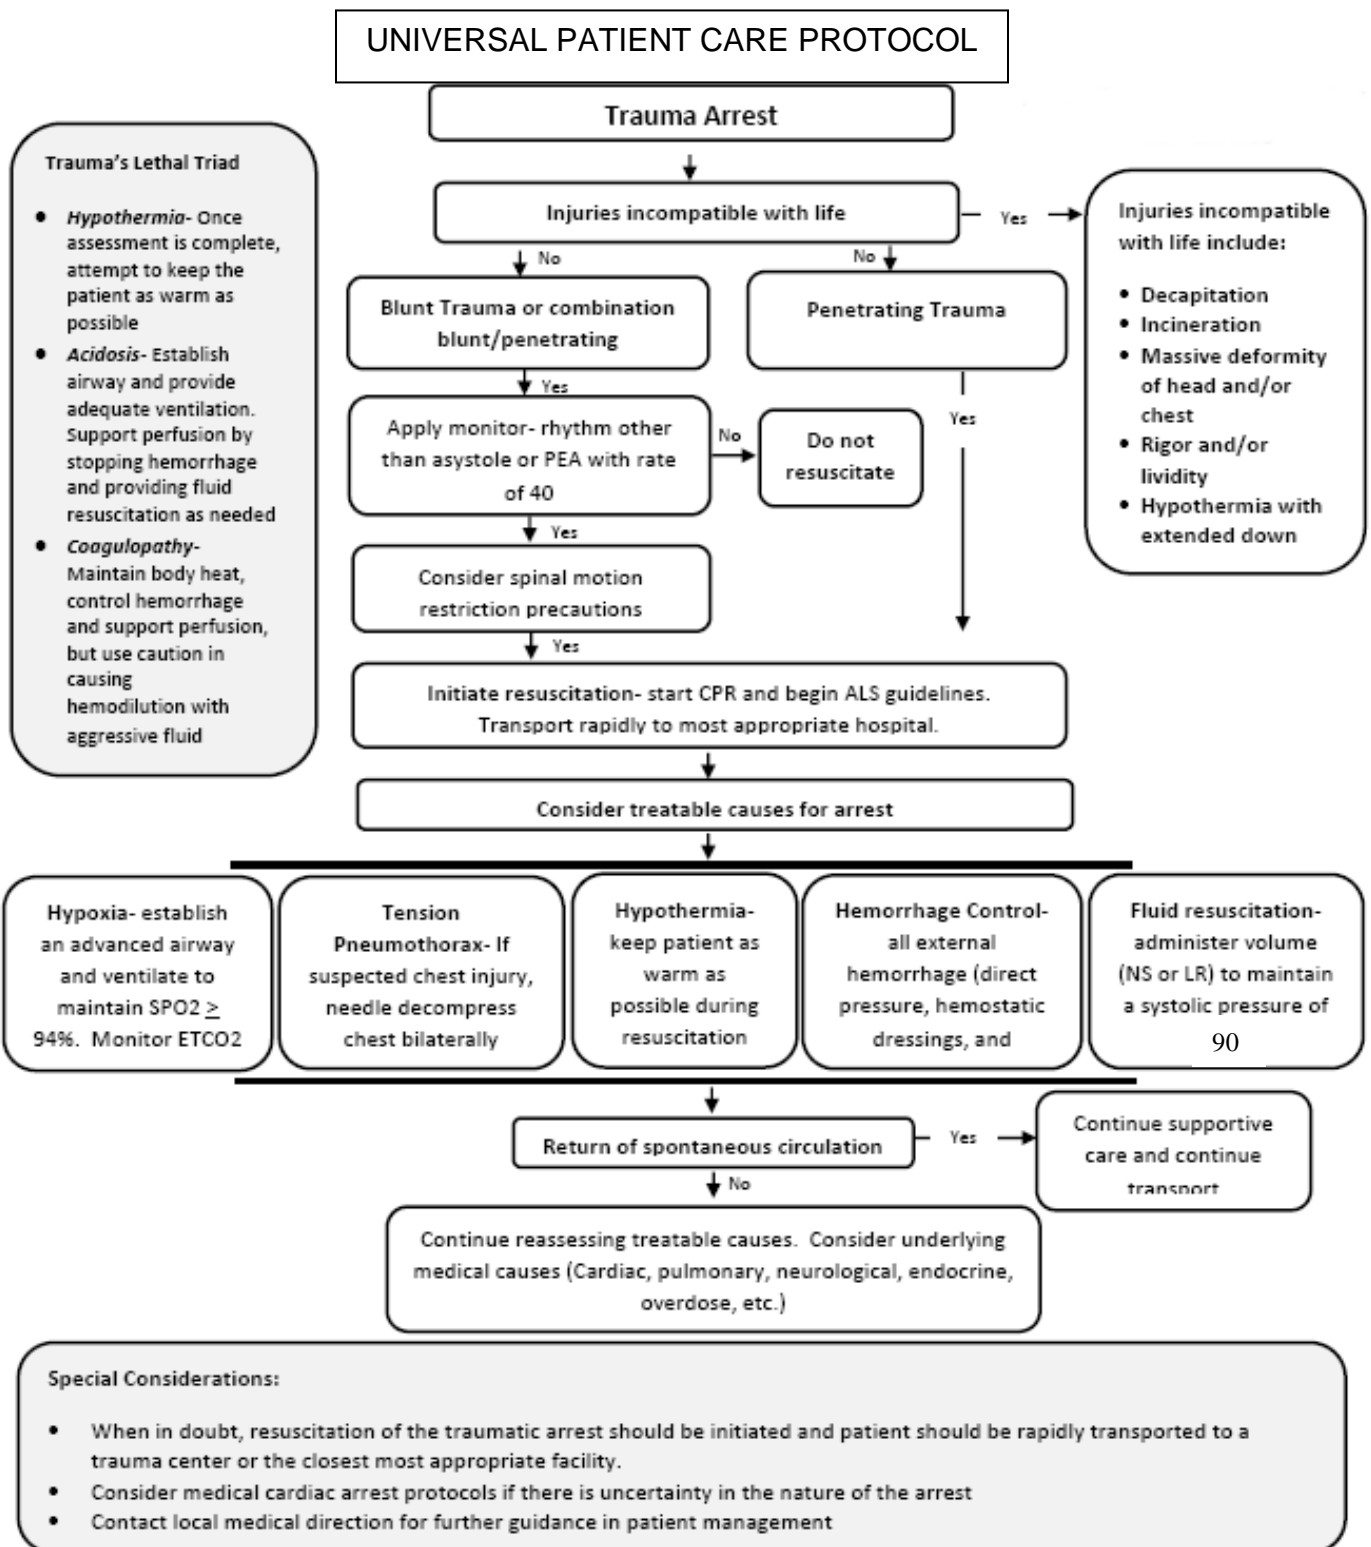 UNIVERSAL PATIENT CARE PROTOCOL
Trauma Arrest
Trauma's Lethal Triad
• Hypothermia- Once
assessment is complete,
attempt to keep the
patient as warm as
possible
• Acidosis- Establish
airway and provide
adequate ventilation.
Support perfusion by
stopping hemorrhage
and providing fluid
resuscitation as needed
• Coagulopathy-
Maintain body heat,
control hemorrhage
and support perfusion,
but use caution in
causing
hemodilution with
aggressive fluid
Injuries incompatible with life
Yes
Injuries incompatible
with life include:
• Decapitation
• Incineration
• Massive deformity
of head and/or
chest
• Rigor and/or
lividity
• Hypothermia with
extended down
No
No
Blunt Trauma or combination
blunt/penetrating
Penetrating Trauma
Yes
Yes
Apply monitor- rhythm other
than asystole or PEA with rate
of 40
No
Do not
resuscitate
Yes
Consider spinal motion
restriction precautions
Yes
Initiate resuscitation- start CPR and begin ALS guidelines.
Transport rapidly to most appropriate hospital.
Consider treatable causes for arrest
Hypoxia- establish
an advanced airway
and ventilate to
maintain SPO2 ≥
94%. Monitor ETCO2
Tension
Pneumothorax- If
suspected chest injury,
needle decompress
chest bilaterally
Hypothermia-
keep patient as
warm as
possible during
resuscitation
Hemorrhage Control-
all external
hemorrhage (direct
pressure, hemostatic
dressings, and
Fluid resuscitation-
administer volume
(NS or LR) to maintain
a systolic pressure of
90
Return of spontaneous circulation
Yes
Continue supportive
care and continue
transport
No
Continue reassessing treatable causes. Consider underlying
medical causes (Cardiac, pulmonary, neurological, endocrine,
overdose, etc.)
Special Considerations:
• When in doubt, resuscitation of the traumatic arrest should be initiated and patient should be rapidly transported to a
trauma center or the closest most appropriate facility.
• Consider medical cardiac arrest protocols if there is uncertainty in the nature of the arrest
• Contact local medical direction for further guidance in patient management